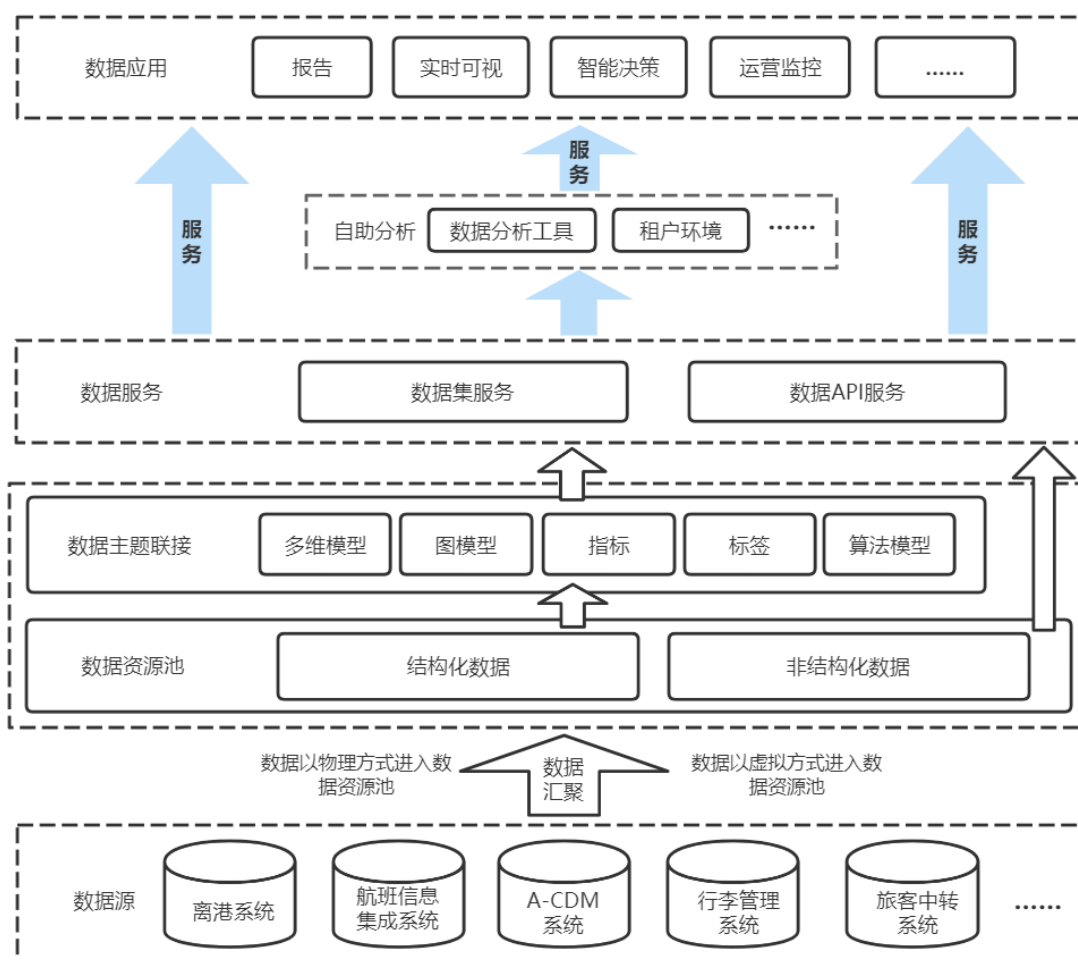 数据应用
报告
实时可视
智能决策
运营监控
......
服务
服务
服务
自助分析
数据分析工具
租户环境
......
数据服务
数据集服务
数据API服务
数据主题联接
多维模型
图模型
指标
标签
算法模型
数据资源池
结构化数据
非结构化数据
数据以物理方式进入数
据资源池
数据
汇聚
数据以虚拟方式进入数
据资源池
数据源
离港系统
航班信息
集成系统
A-CDM
系统
行李管理
系统
旅客中转
系统
......